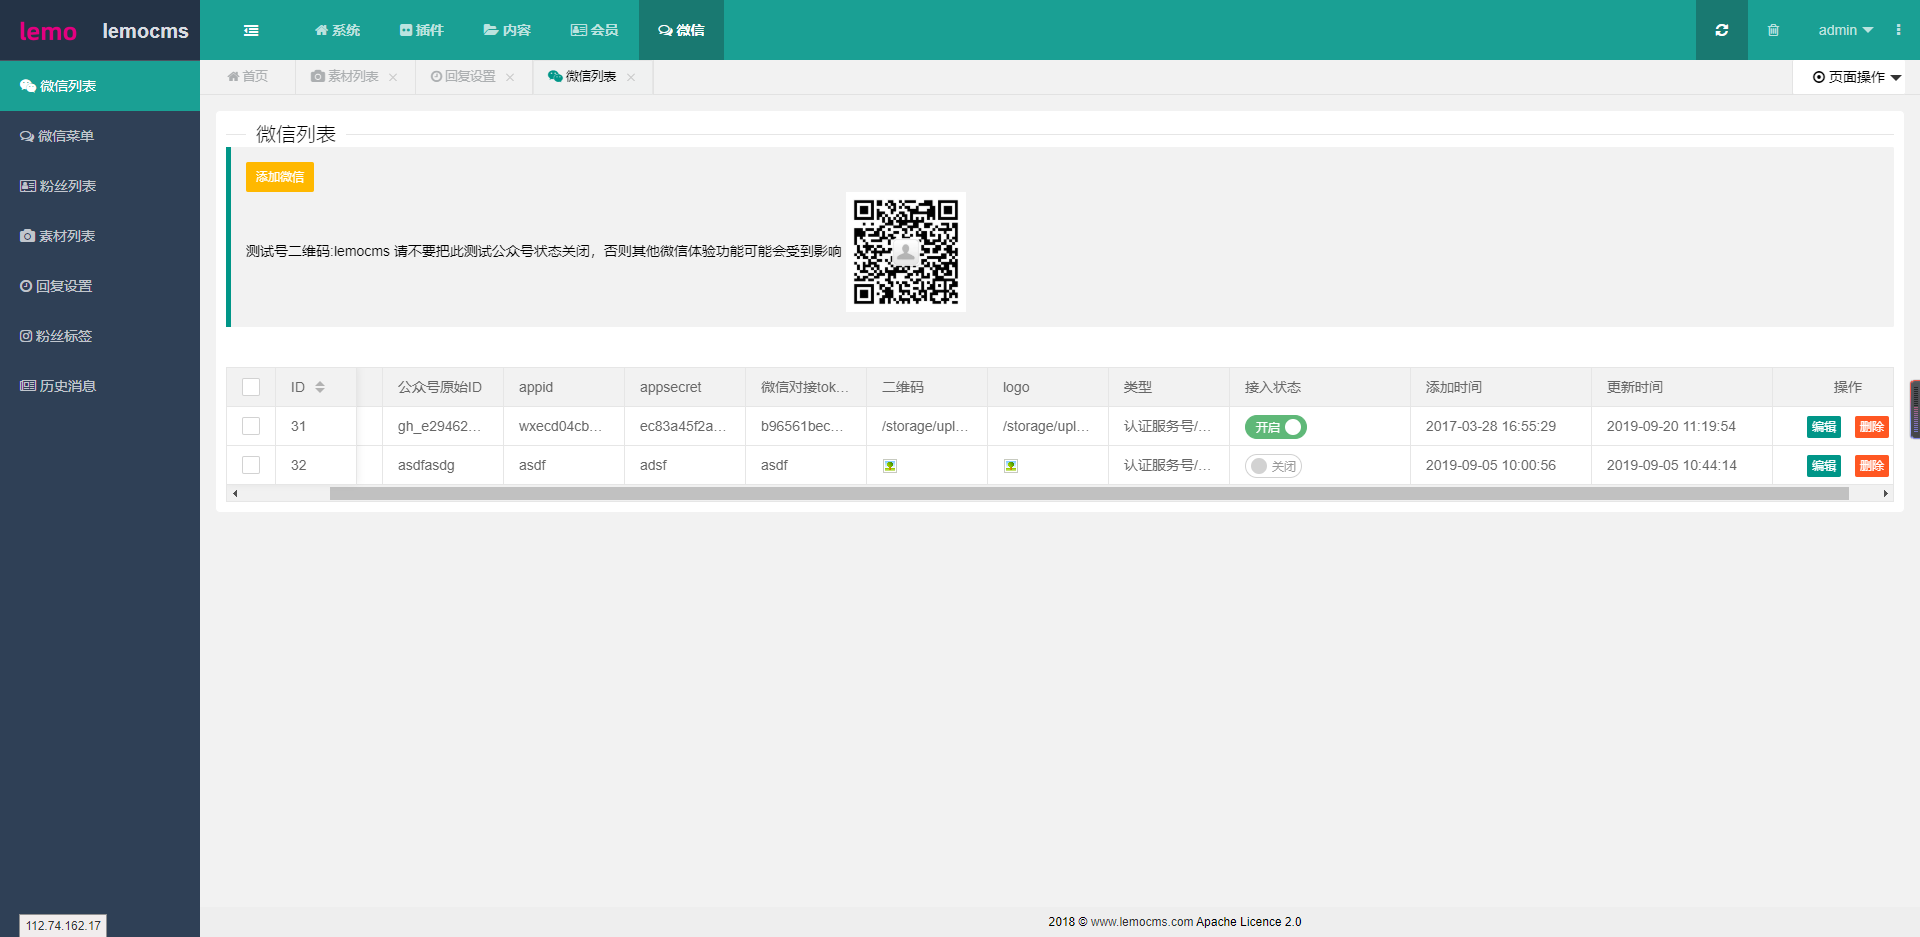 lemo lemocms 系统 插件 内容 会员 微信 admin
首页 素材列表 回复设置 微信列表 页面操作
微信列表
微信菜单
粉丝列表
素材列表
回复设置
粉丝标签
历史消息
微信列表
添加微信
测试号二维码:lemocms 请不要把此测试公众号状态关闭，否则其他微信体验功能可能会受到影响
ID 公众号原始ID appid appsecret 微信对接tok... 二维码 logo 类型 接入状态 添加时间 更新时间 操作
31 gh_e29462... wxecd04cb... ec83a45f2a... b96561bec... /storage/upl... /storage/upl... 认证服务号/... 开启 2017-03-28 16:55:29 2019-09-20 11:19:54 编辑 删除
32 asdfasdg asdf adsf asdf 认证服务号/... 关闭 2019-09-05 10:00:56 2019-09-05 10:44:14 编辑 删除
2018 © www.lemocms.com Apache Licence 2.0
112.74.162.17